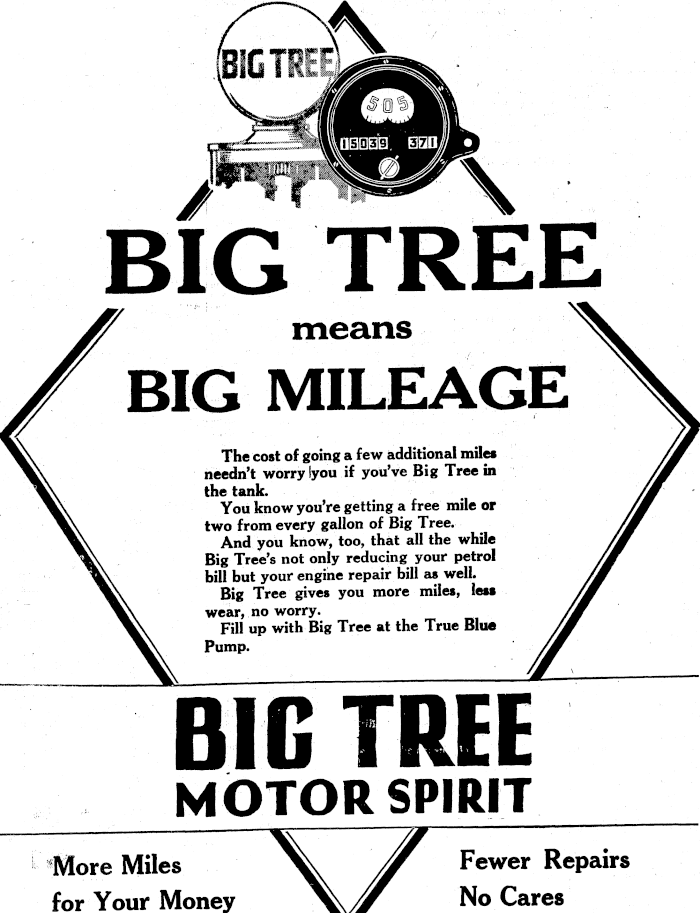 BIG TREE
505
15039 371
BIG TREE
means
BIG MILEAGE
The cost of going a few additional miles
needn't worry you if you've Big Tree in
the tank.
You know you're getting a free mile or
two from every gallon of Big Tree.
And you know, too, that all the while
Big Tree's not only reducing your petrol
bill but your engine repair bill as well.
Big Tree gives you more miles, less
wear, no worry.
Fill up with Big Tree at the True Blue
Pump.
BIG TREE
MOTOR SPIRIT
More Miles
for Your Money
Fewer Repairs
No Cares